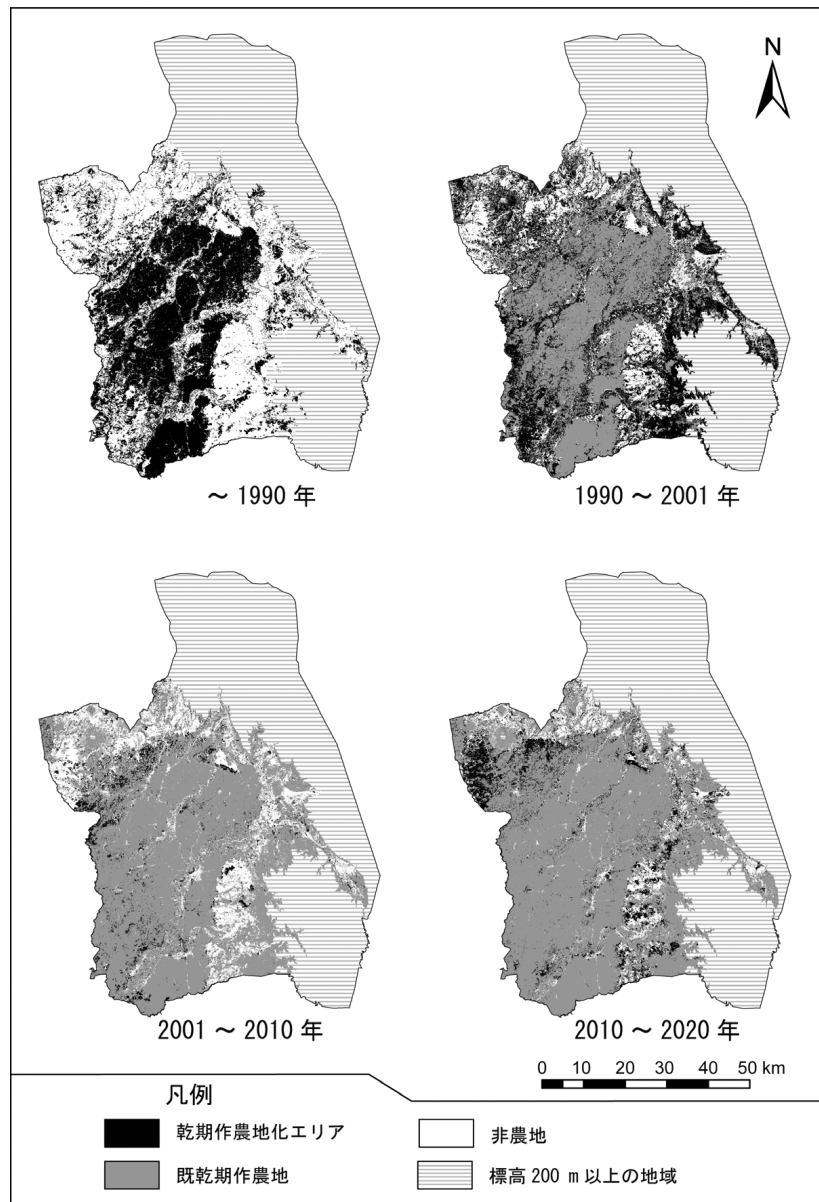 N
～ 1990 年
1990 ～ 2001 年
2001 ～ 2010 年
2010 ～ 2020 年
0 10 20 30 40 50 km
凡例
乾期作農地化エリア
非農地
既乾期作農地
標高 200 m 以上の地域